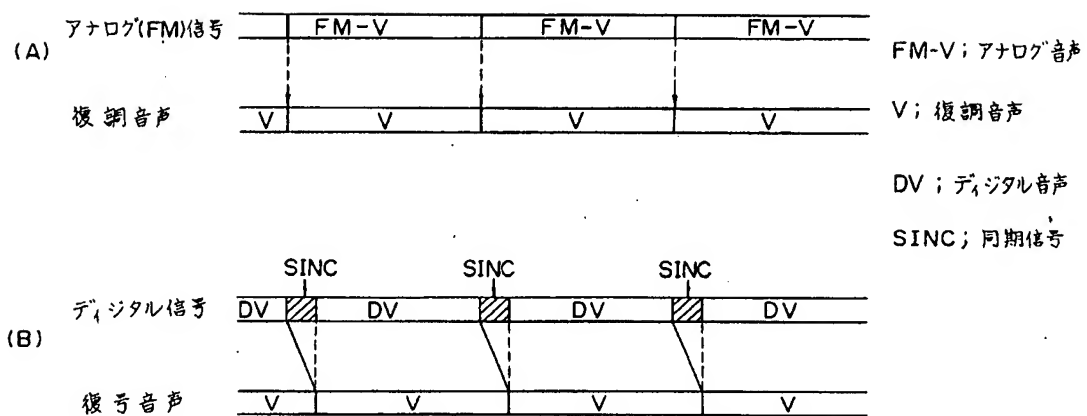 (A)
アナログ(FM)信号
FM-V FM-V FM-V
復調音声
V V V V
FM-V；アナログ音声
V；復調音声
DV；ディジタル音声
SINC；同期信号
(B)
SINC SINC SINC
ディジタル信号
DV DV DV DV
復号音声
V V V V